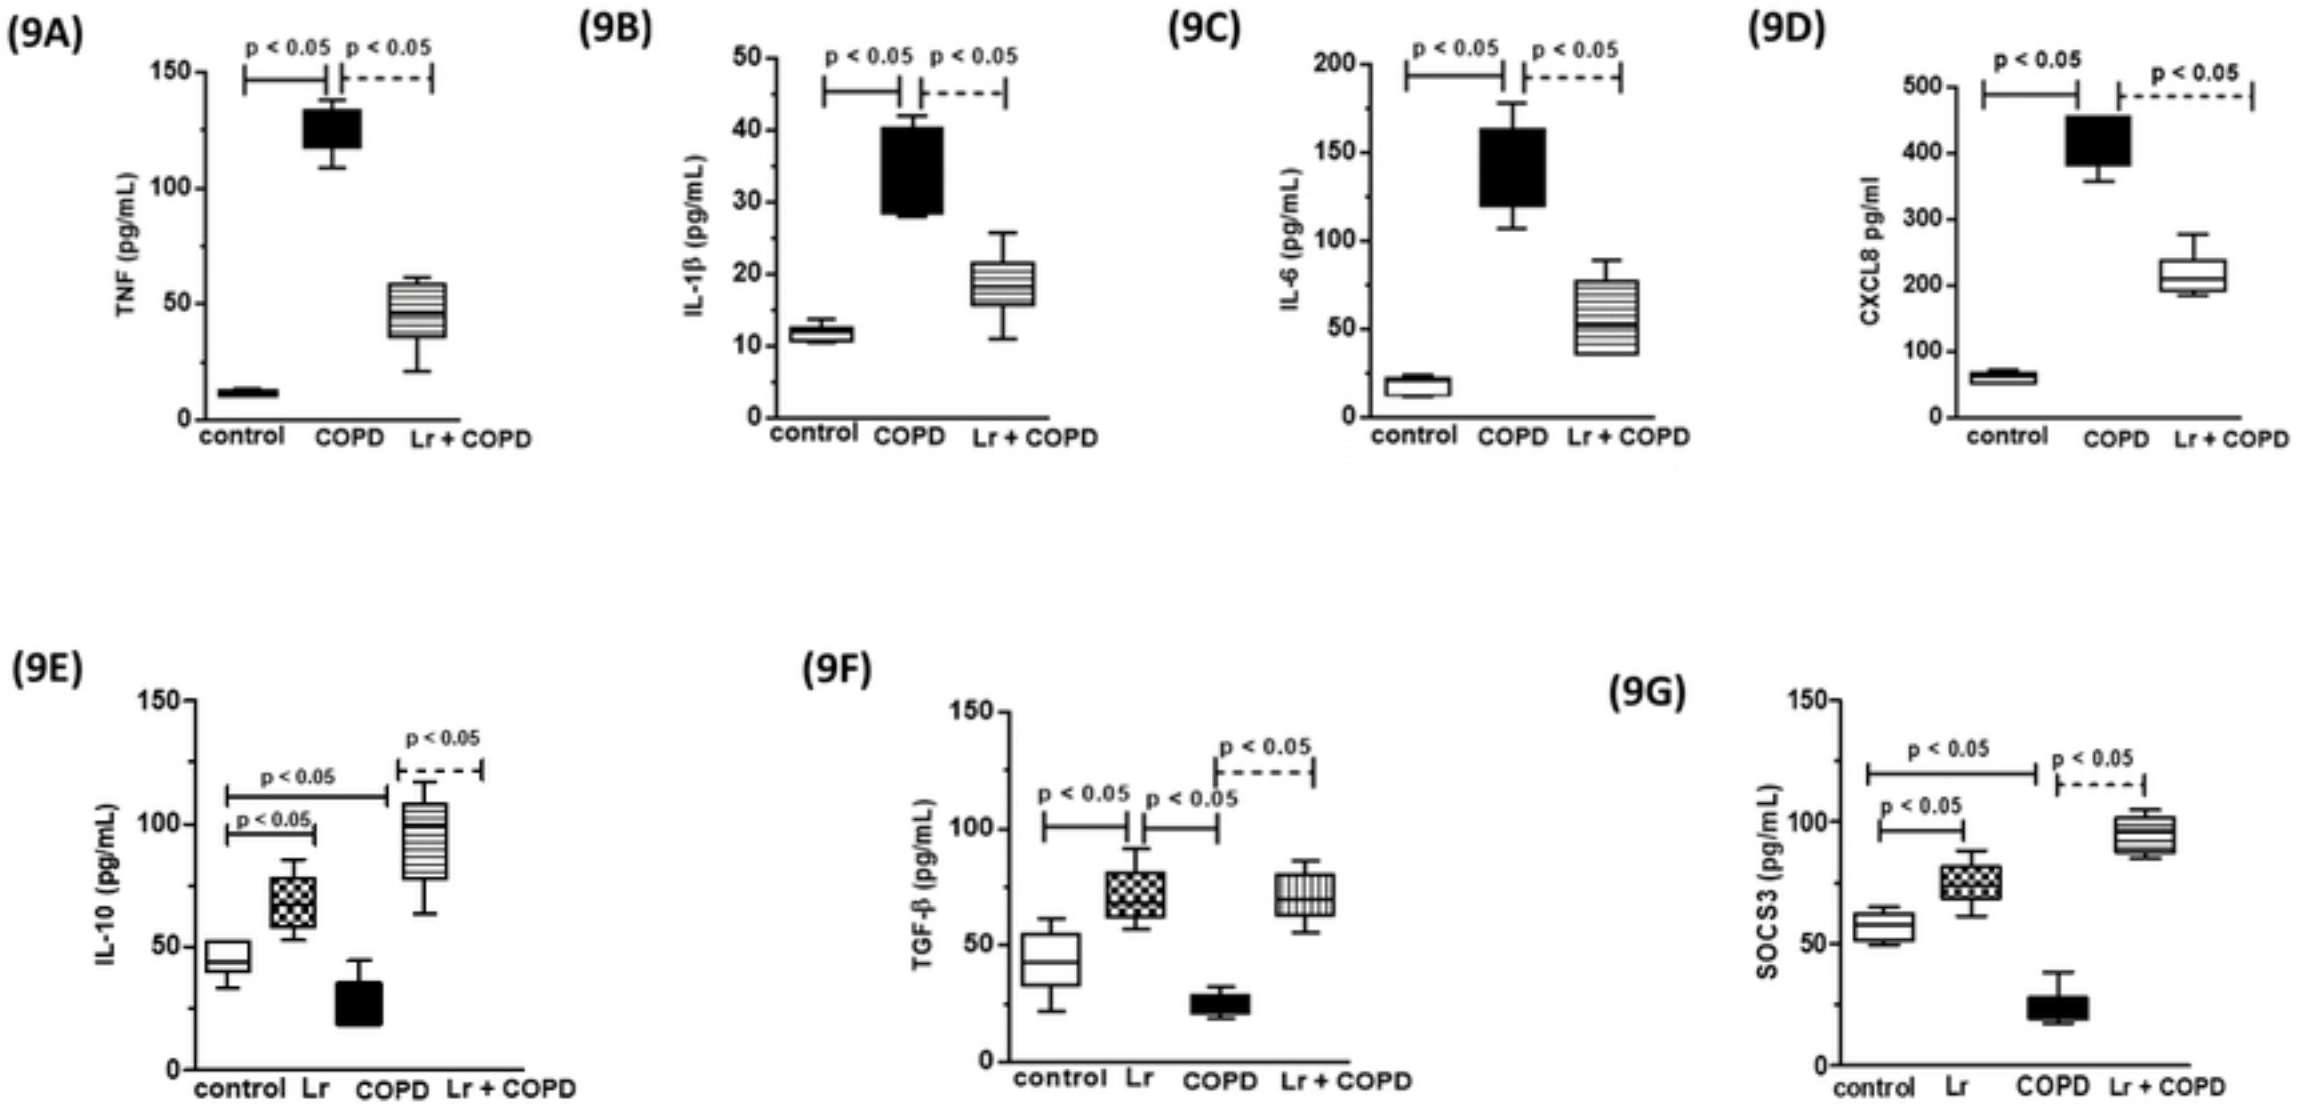 (9A)
p < 0.05 p < 0.05
150
100
50
0
TNF (pg/mL)
control COPD Lr + COPD
(9B)
p < 0.05 p < 0.05
50
40
30
20
10
0
IL-1β (pg/mL)
control COPD Lr + COPD
(9C)
p < 0.05 p < 0.05
200
150
100
50
0
IL-6 (pg/mL)
control COPD Lr + COPD
(9D)
p < 0.05 p < 0.05
500
400
300
200
100
0
CXCL8 pg/ml
control COPD Lr + COPD
(9E)
150
100
50
0
p < 0.05
p < 0.05
p < 0.05
IL-10 (pg/mL)
control Lr COPD Lr + COPD
(9F)
150
100
50
0
p < 0.05
p < 0.05 p < 0.05
TGF-β (pg/mL)
control Lr COPD Lr + COPD
(9G)
150
100
50
0
p < 0.05 p < 0.05
p < 0.05
SOCS3 (pg/mL)
control Lr COPD Lr + COPD